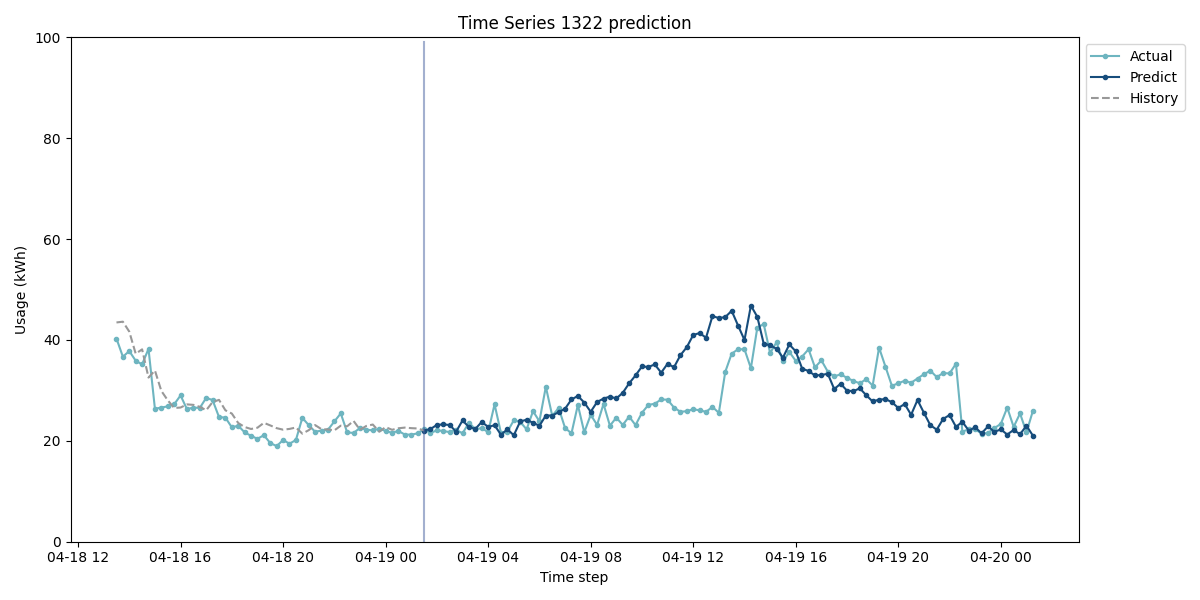 Time Series 1322 prediction
100
80
60
40
20
0
Usage (kWh)
04-18 12 04-18 16 04-18 20 04-19 00 04-19 04 04-19 08 04-19 12 04-19 16 04-19 20 04-20 00
Time step
Actual
Predict
History